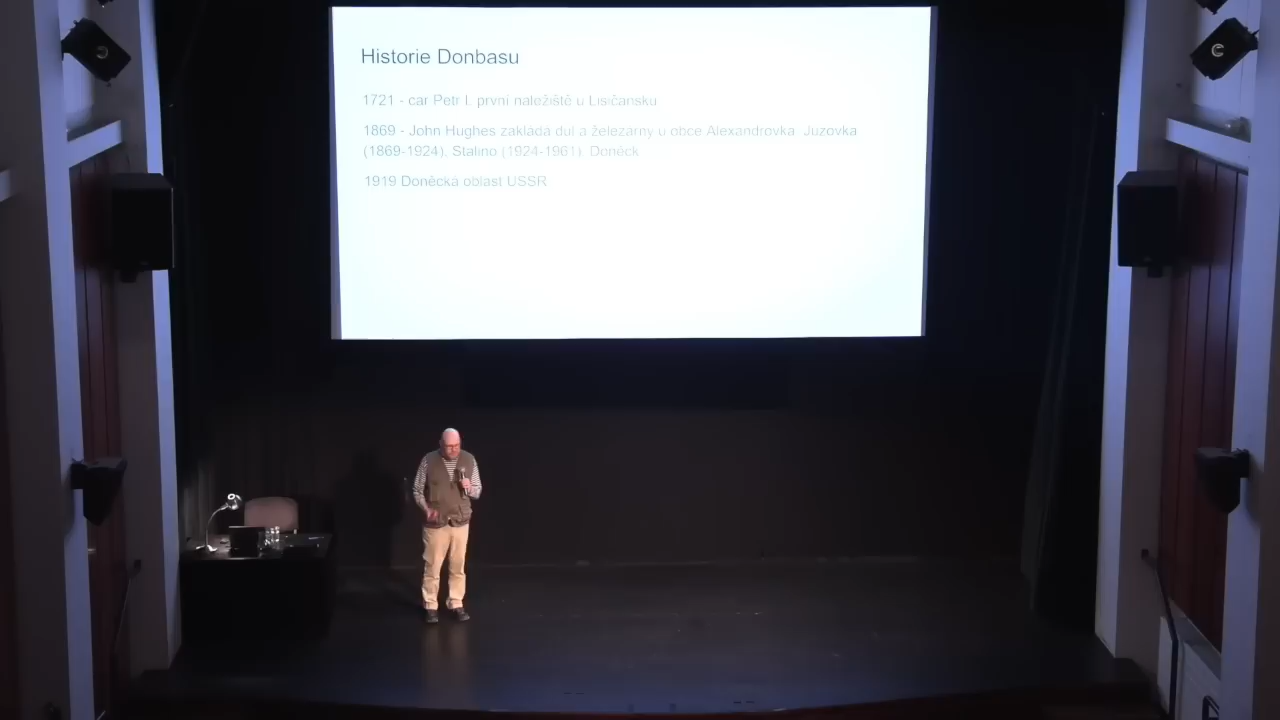 Historie Donbasu
1721 - car Petr I. první naleziště u Lisičansku
1869 - John Hughes zakládá důl a železárny u obce Alexandrovka. Juzovka
(1869-1924), Stalino (1924-1961), Doněck
1919 Doněcká oblast USSR